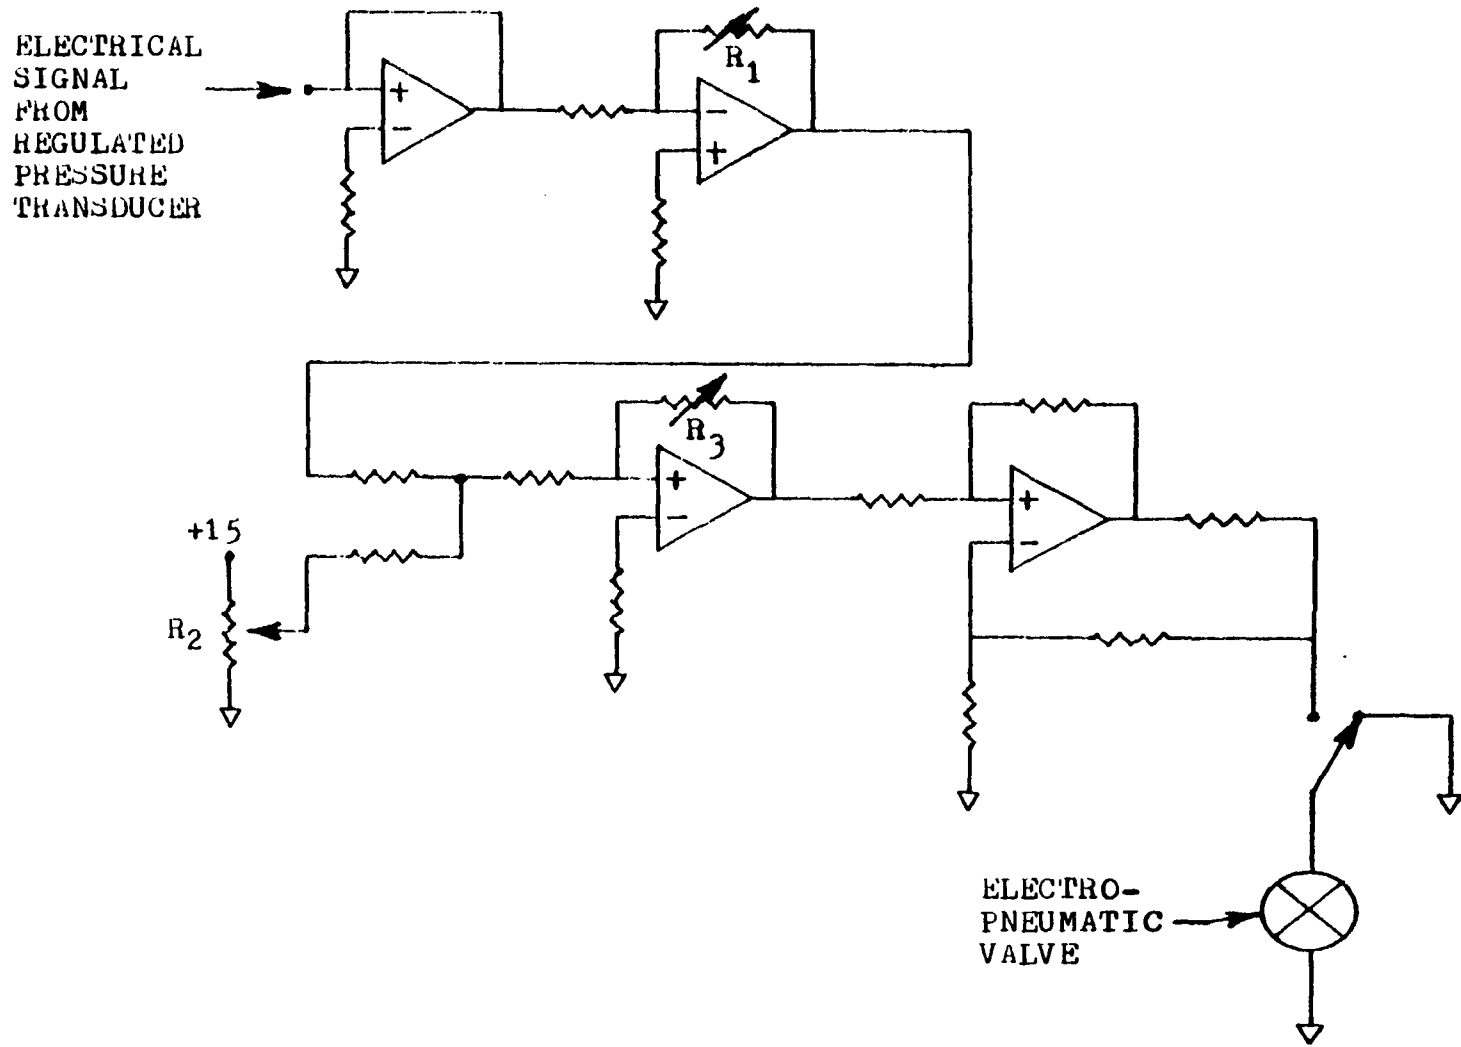 ELECTRICAL
SIGNAL
FROM
REGULATED
PRESSURE
TRANSDUCER
+
-
R1
-
+
R3
+
-
+
-
+15
R2
ELECTRO-
PNEUMATIC
VALVE